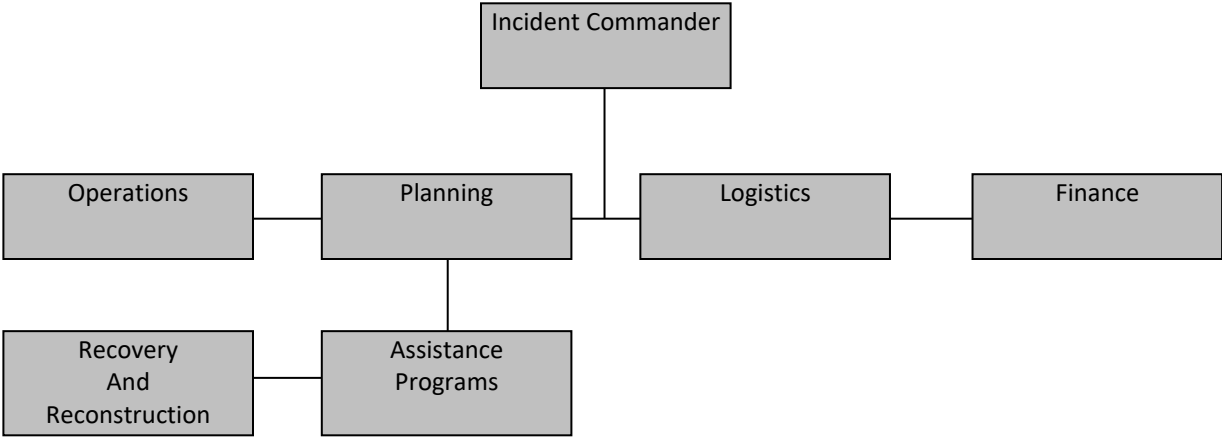 Incident Commander
Operations
Planning
Logistics
Finance
Recovery
And
Reconstruction
Assistance
Programs